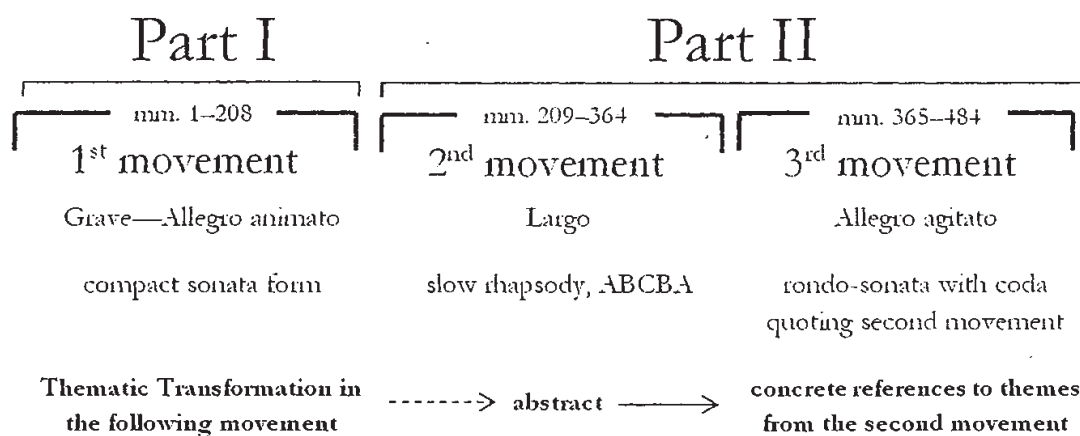 Part I
Part II
mm. 1–208
mm. 209–364
mm. 365–484
1st movement
2nd movement
3rd movement
Grave—Allegro animato
Largo
Allegro agitato
compact sonata form
slow rhapsody, ABCBA
rondo-sonata with coda
quoting second movement
Thematic Transformation in
the following movement
abstract
concrete references to themes
from the second movement